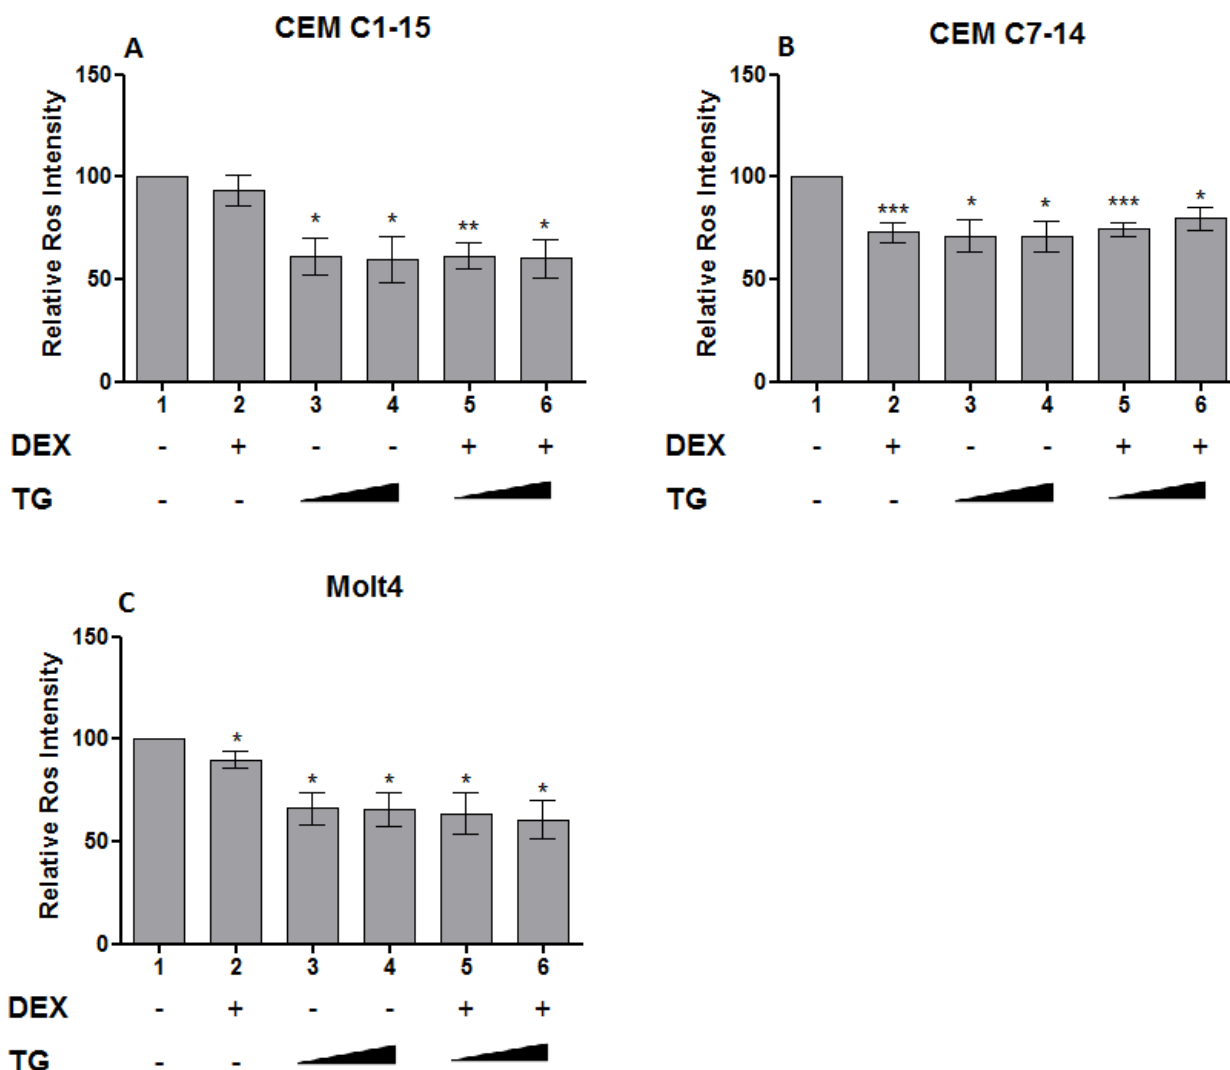 CEM C1-15
A
Relative Ros Intensity
150
100
50
0
* * ** *
1 2 3 4 5 6
DEX - + - - + +
TG - -
CEM C7-14
B
Relative Ros Intensity
150
100
50
0
*** * * *** *
1 2 3 4 5 6
DEX - + - - + +
TG - -
Molt4
C
Relative Ros Intensity
150
100
50
0
* * * * *
1 2 3 4 5 6
DEX - + - - + +
TG - -